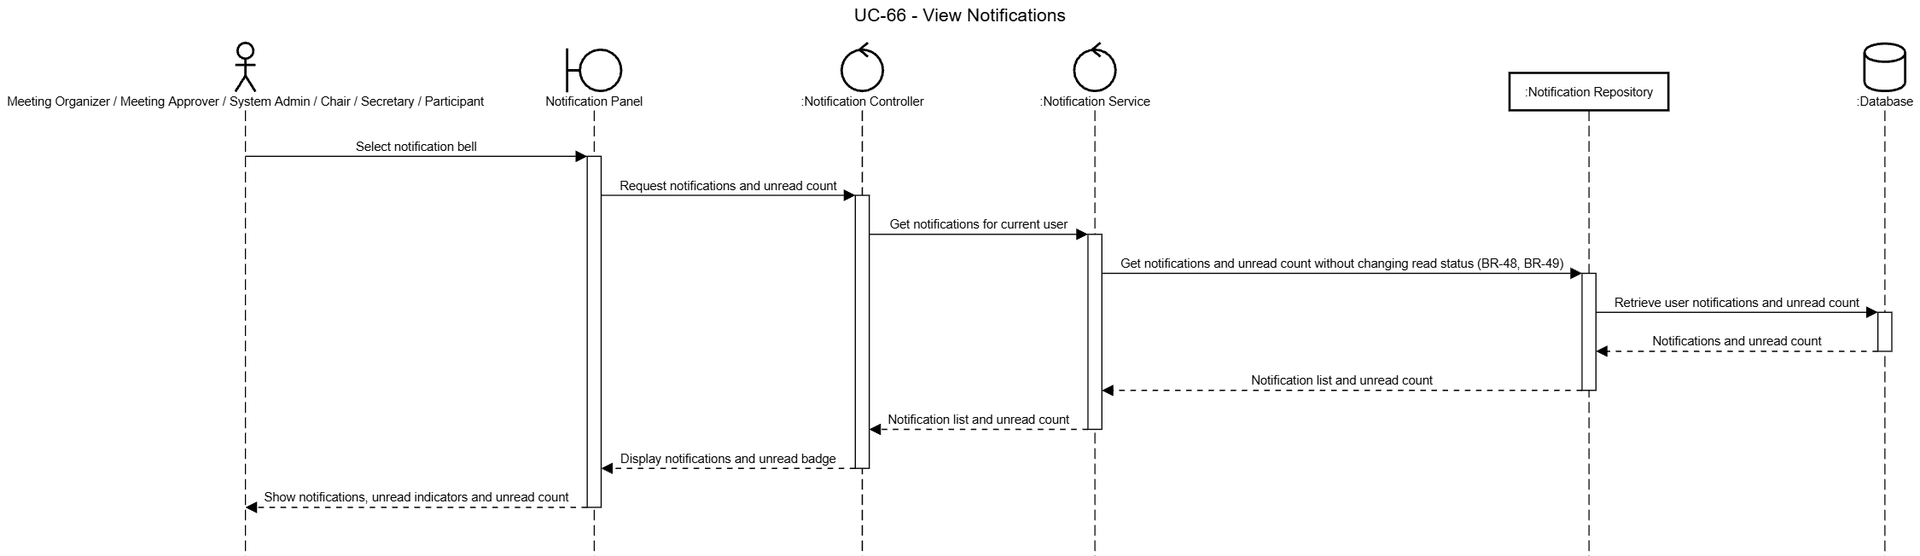 UC-66 - View Notifications
Meeting Organizer / Meeting Approver / System Admin / Chair / Secretary / Participant
Notification Panel
:Notification Controller
:Notification Service
:Notification Repository
:Database
Select notification bell
Request notifications and unread count
Get notifications for current user
Get notifications and unread count without changing read status (BR-48, BR-49)
Retrieve user notifications and unread count
Notifications and unread count
Notification list and unread count
Notification list and unread count
Display notifications and unread badge
Show notifications, unread indicators and unread count